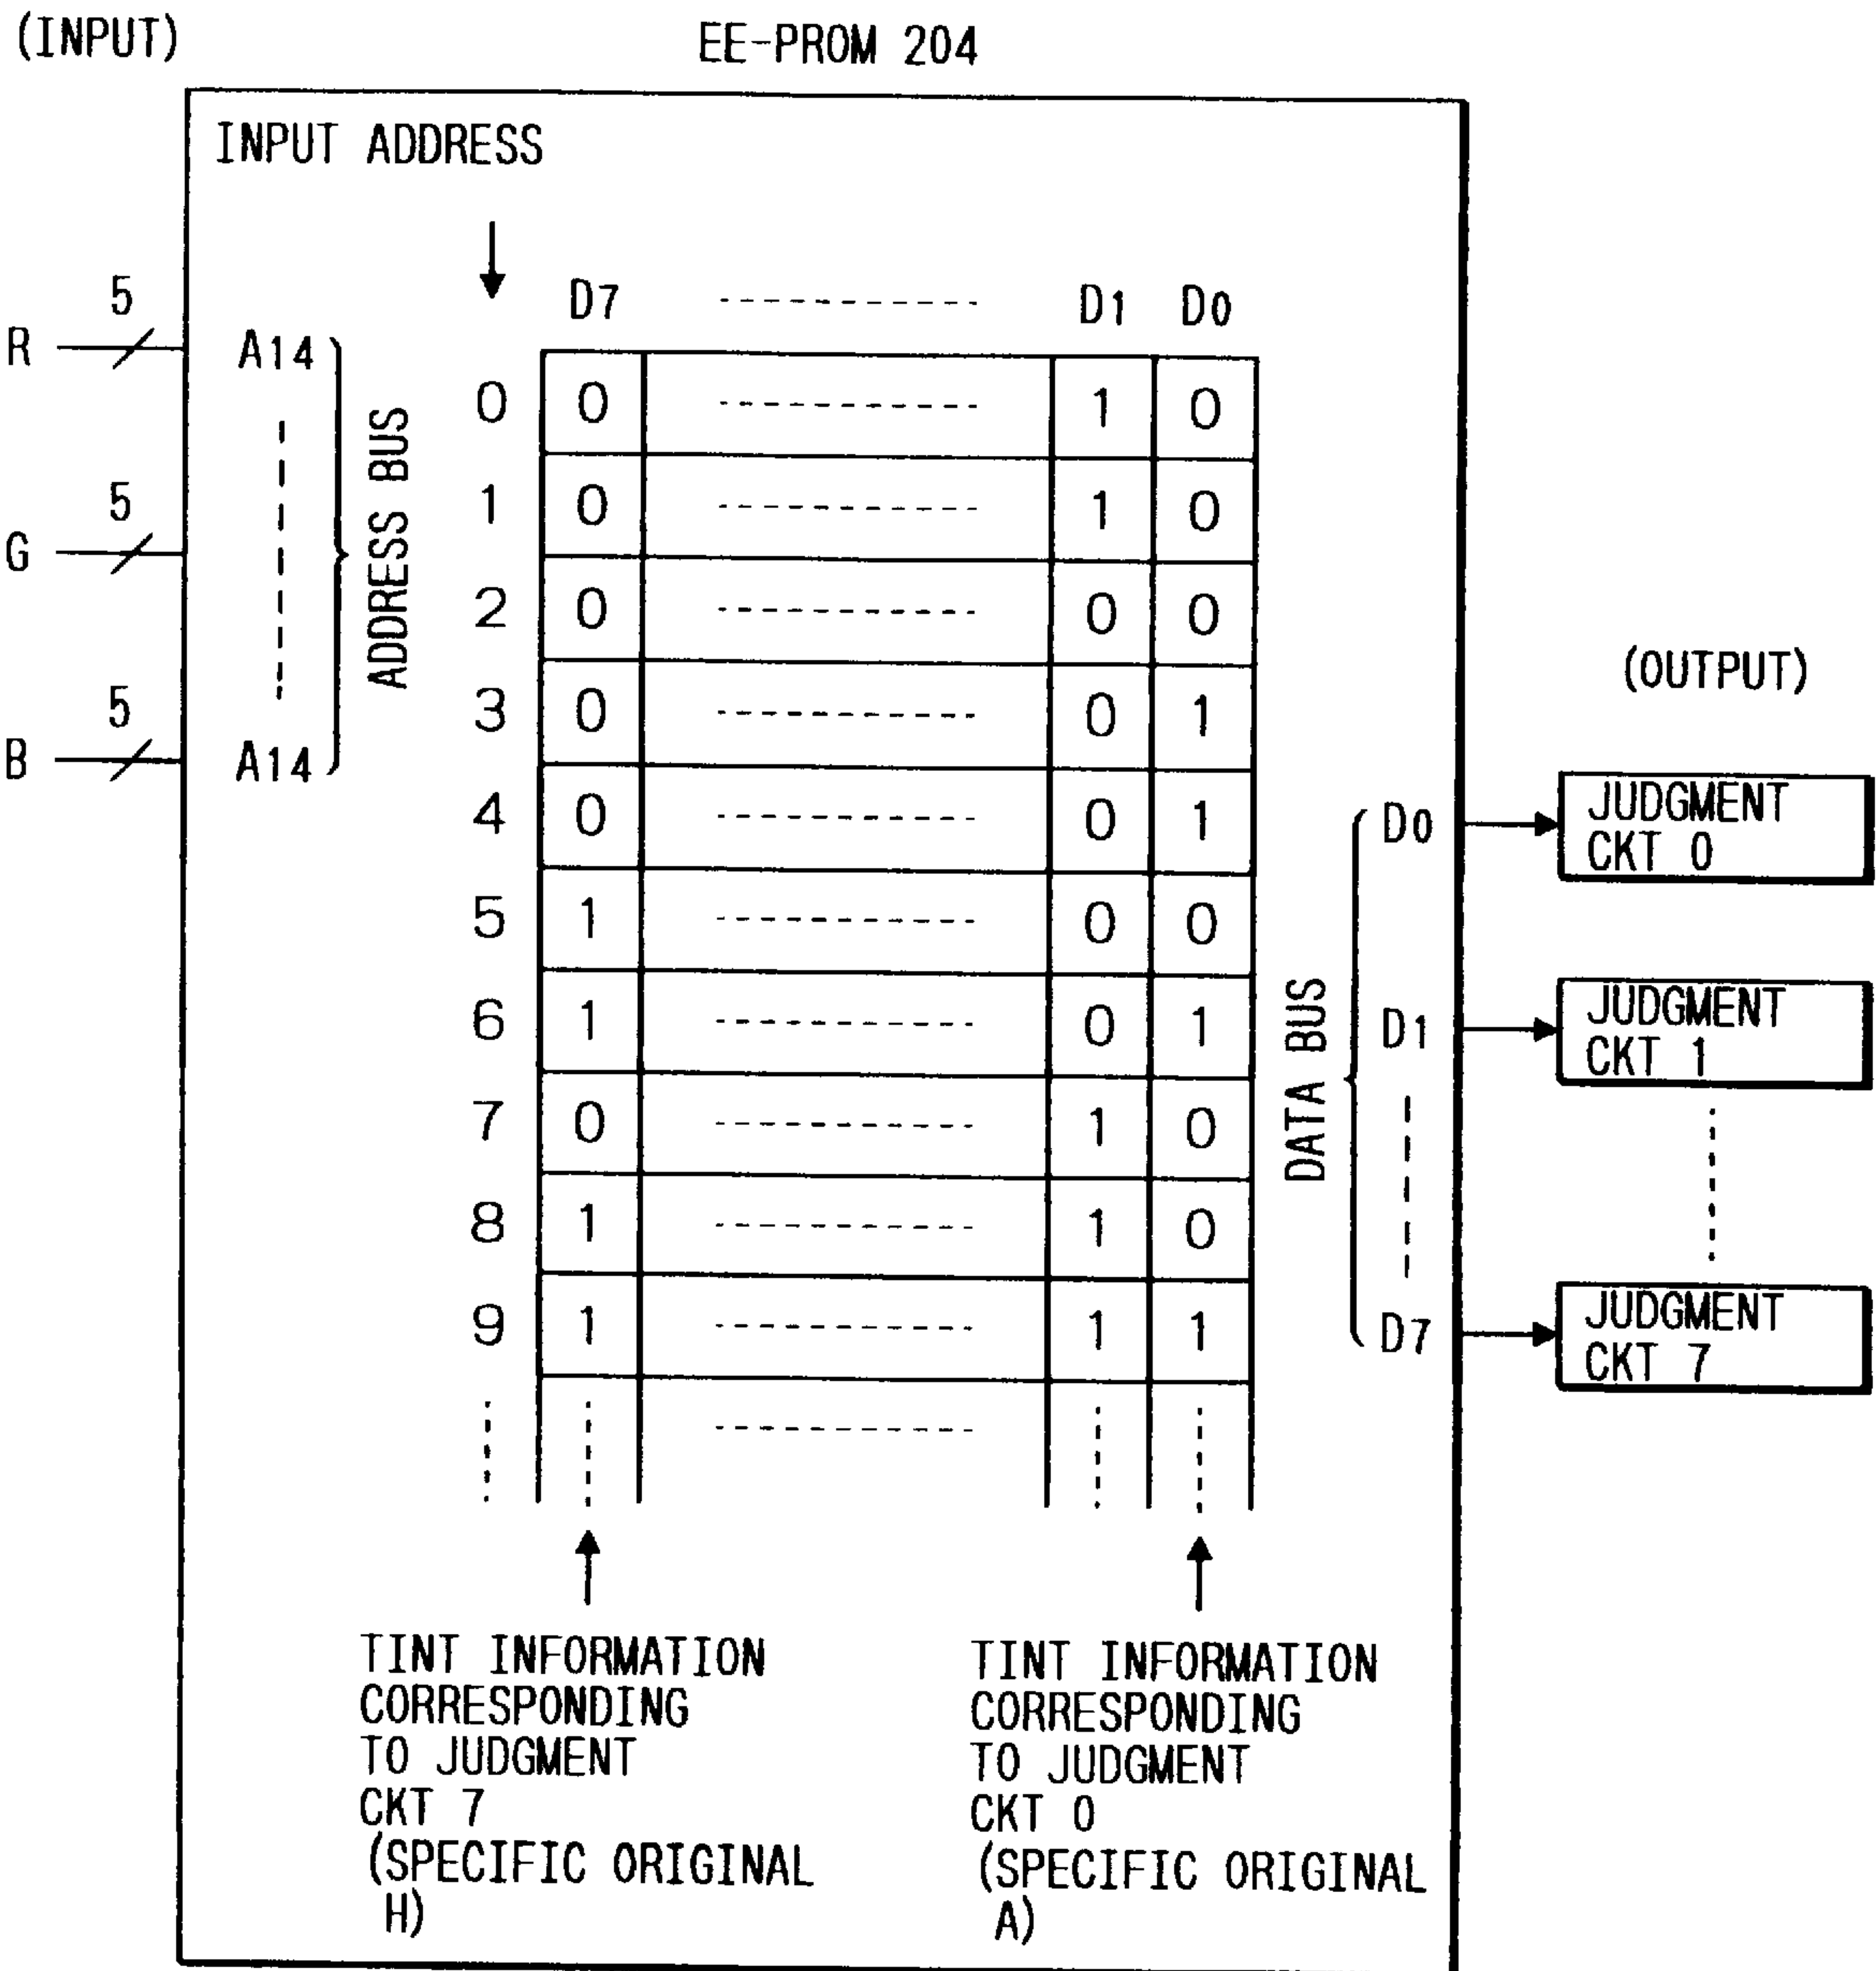 (INPUT)
EE-PROM 204
INPUT ADDRESS
D7 ---------- D1 D0
R 5
G 5
B 5
A14
A14
ADDRESS BUS
0 0 ---------- 1 0
1 0 ---------- 1 0
2 0 ---------- 0 0
3 0 ---------- 0 1
4 0 ---------- 0 1
5 1 ---------- 0 0
6 1 ---------- 0 1
7 0 ---------- 1 0
8 1 ---------- 1 0
9 1 ---------- 1 1
DATA BUS
D0
D1
D7
(OUTPUT)
JUDGMENT
CKT 0
JUDGMENT
CKT 1
JUDGMENT
CKT 7
TINT INFORMATION
CORRESPONDING
TO JUDGMENT
CKT 7
(SPECIFIC ORIGINAL
H)
TINT INFORMATION
CORRESPONDING
TO JUDGMENT
CKT 0
(SPECIFIC ORIGINAL
A)